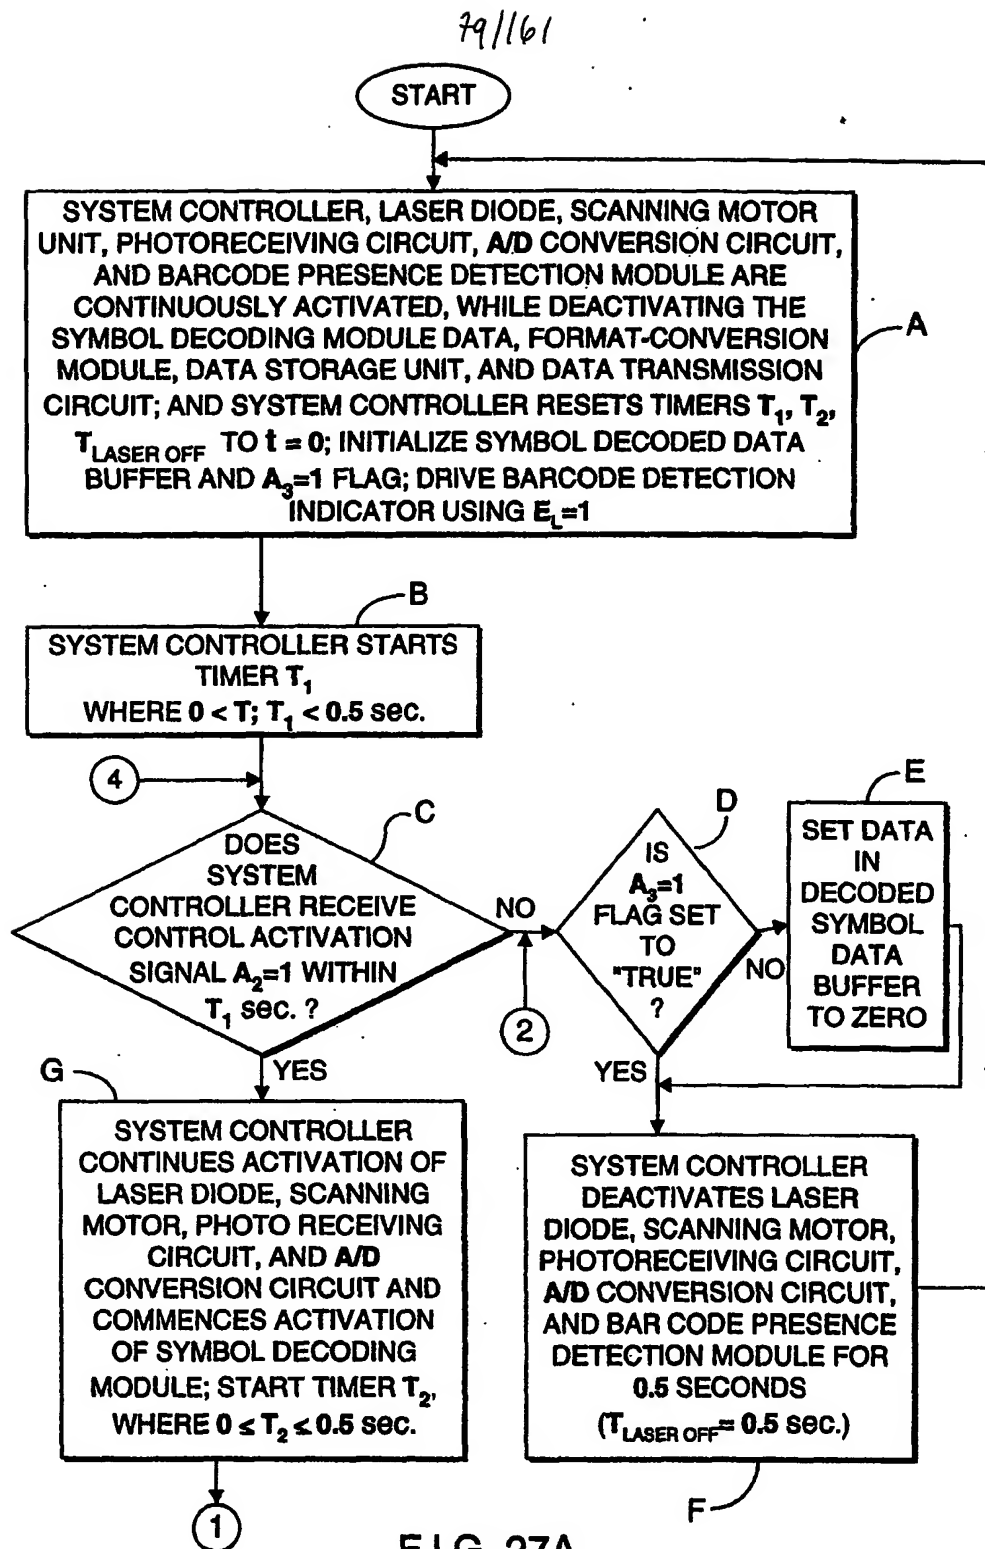 79/161
START
SYSTEM CONTROLLER, LASER DIODE, SCANNING MOTOR
UNIT, PHOTORECEIVING CIRCUIT, A/D CONVERSION CIRCUIT,
AND BARCODE PRESENCE DETECTION MODULE ARE
CONTINUOUSLY ACTIVATED, WHILE DEACTIVATING THE
SYMBOL DECODING MODULE DATA, FORMAT-CONVERSION
MODULE, DATA STORAGE UNIT, AND DATA TRANSMISSION
CIRCUIT; AND SYSTEM CONTROLLER RESETS TIMERS T1, T2,
TLASER OFF TO t = 0; INITIALIZE SYMBOL DECODED DATA
BUFFER AND A3=1 FLAG; DRIVE BARCODE DETECTION
INDICATOR USING EL=1
A
B
SYSTEM CONTROLLER STARTS
TIMER T1
WHERE 0 < T; T1 < 0.5 sec.
4
C
DOES
SYSTEM
CONTROLLER RECEIVE
CONTROL ACTIVATION
SIGNAL A2=1 WITHIN
T1 sec. ?
NO
2
YES
D
IS
A3=1
FLAG SET
TO
"TRUE"
?
NO
YES
E
SET DATA
IN
DECODED
SYMBOL
DATA
BUFFER
TO ZERO
G
SYSTEM CONTROLLER
CONTINUES ACTIVATION OF
LASER DIODE, SCANNING
MOTOR, PHOTO RECEIVING
CIRCUIT, AND A/D
CONVERSION CIRCUIT AND
COMMENCES ACTIVATION
OF SYMBOL DECODING
MODULE; START TIMER T2,
WHERE 0 ≤ T2 ≤ 0.5 sec.
1
SYSTEM CONTROLLER
DEACTIVATES LASER
DIODE, SCANNING MOTOR,
PHOTORECEIVING CIRCUIT,
A/D CONVERSION CIRCUIT,
AND BAR CODE PRESENCE
DETECTION MODULE FOR
0.5 SECONDS
(TLASER OFF= 0.5 sec.)
F
FIG. 27A